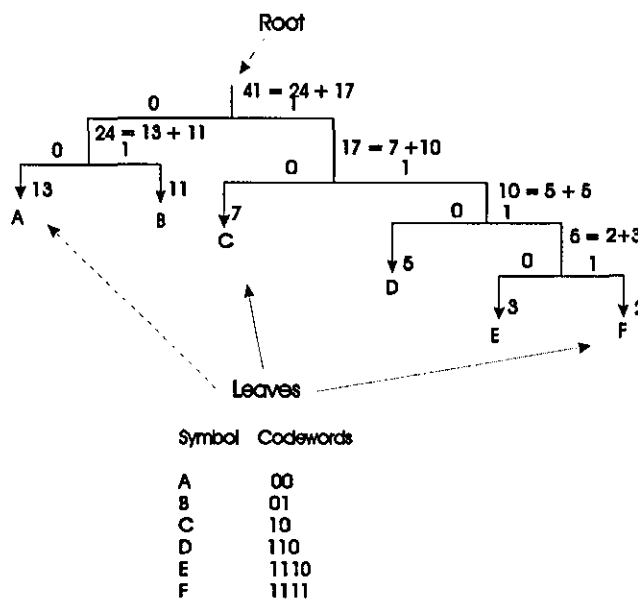 Root
41 = 24 + 17
0 1
24 = 13 + 11
17 = 7 +10
0 1
0 1
13 11
10 = 5 + 5
A B
7
0 1
C
5 = 2+3
5
0 1
D
3 2
E F
Leaves
Symbol Codewords
A 00
B 01
C 10
D 110
E 1110
F 1111